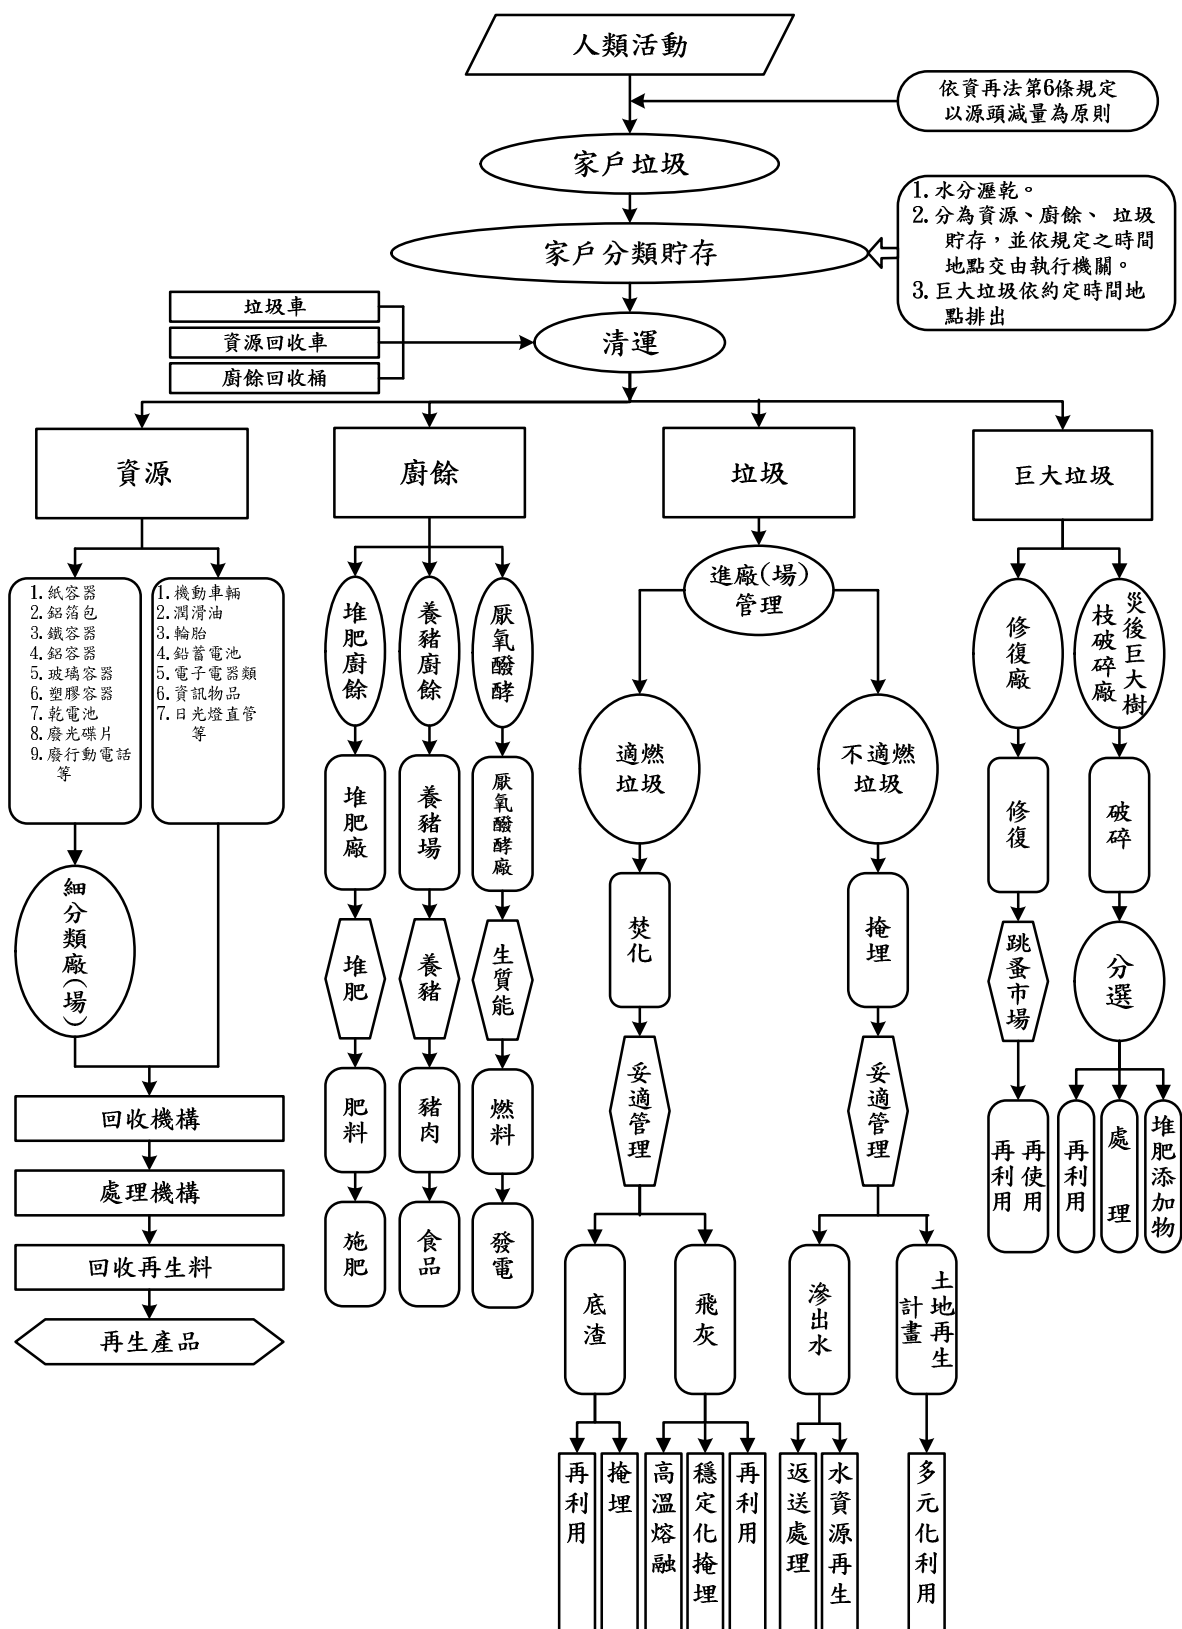 人類活動
依資再法第6條規定
以源頭減量為原則
家戶垃圾
1. 水分瀝乾。
2. 分為資源、廚餘、 垃圾
貯存，並依規定之時間
地點交由執行機關。
3. 巨大垃圾依約定時間地
點排出
家戶分類貯存
垃圾車
資源回收車
廚餘回收桶
清運
資源
廚餘
垃圾
巨大垃圾
1. 紙容器
2. 鋁箔包
3. 鐵容器
4. 鋁容器
5. 玻璃容器
6. 塑膠容器
7. 乾電池
8. 廢光碟片
9. 廢行動電話
等
1. 機動車輛
2. 潤滑油
3. 輪胎
4. 鉛蓄電池
5. 電子電器類
6. 資訊物品
7. 日光燈直管
等
細分類廠(場)
回收機構
處理機構
回收再生料
再生產品
堆肥廚餘
養豬廚餘
厭氧醱酵
堆肥廠
養豬場
厭氧醱酵廠
堆肥
養豬
生質能
肥料
豬肉
燃料
施肥
食品
發電
進廠(場)
管理
適燃
垃圾
不適燃
垃圾
焚化
掩埋
妥適管理
妥適管理
底渣
飛灰
滲出水
土地再生
計畫
再利用
掩埋
高溫熔融
穩定化掩埋
再利用
返送處理
水資源再生
多元化利用
修復廠
災後巨大樹
枝破碎廠
修復
破碎
跳蚤市場
分選
再使用
再利用
再利用
處理
堆肥添加物